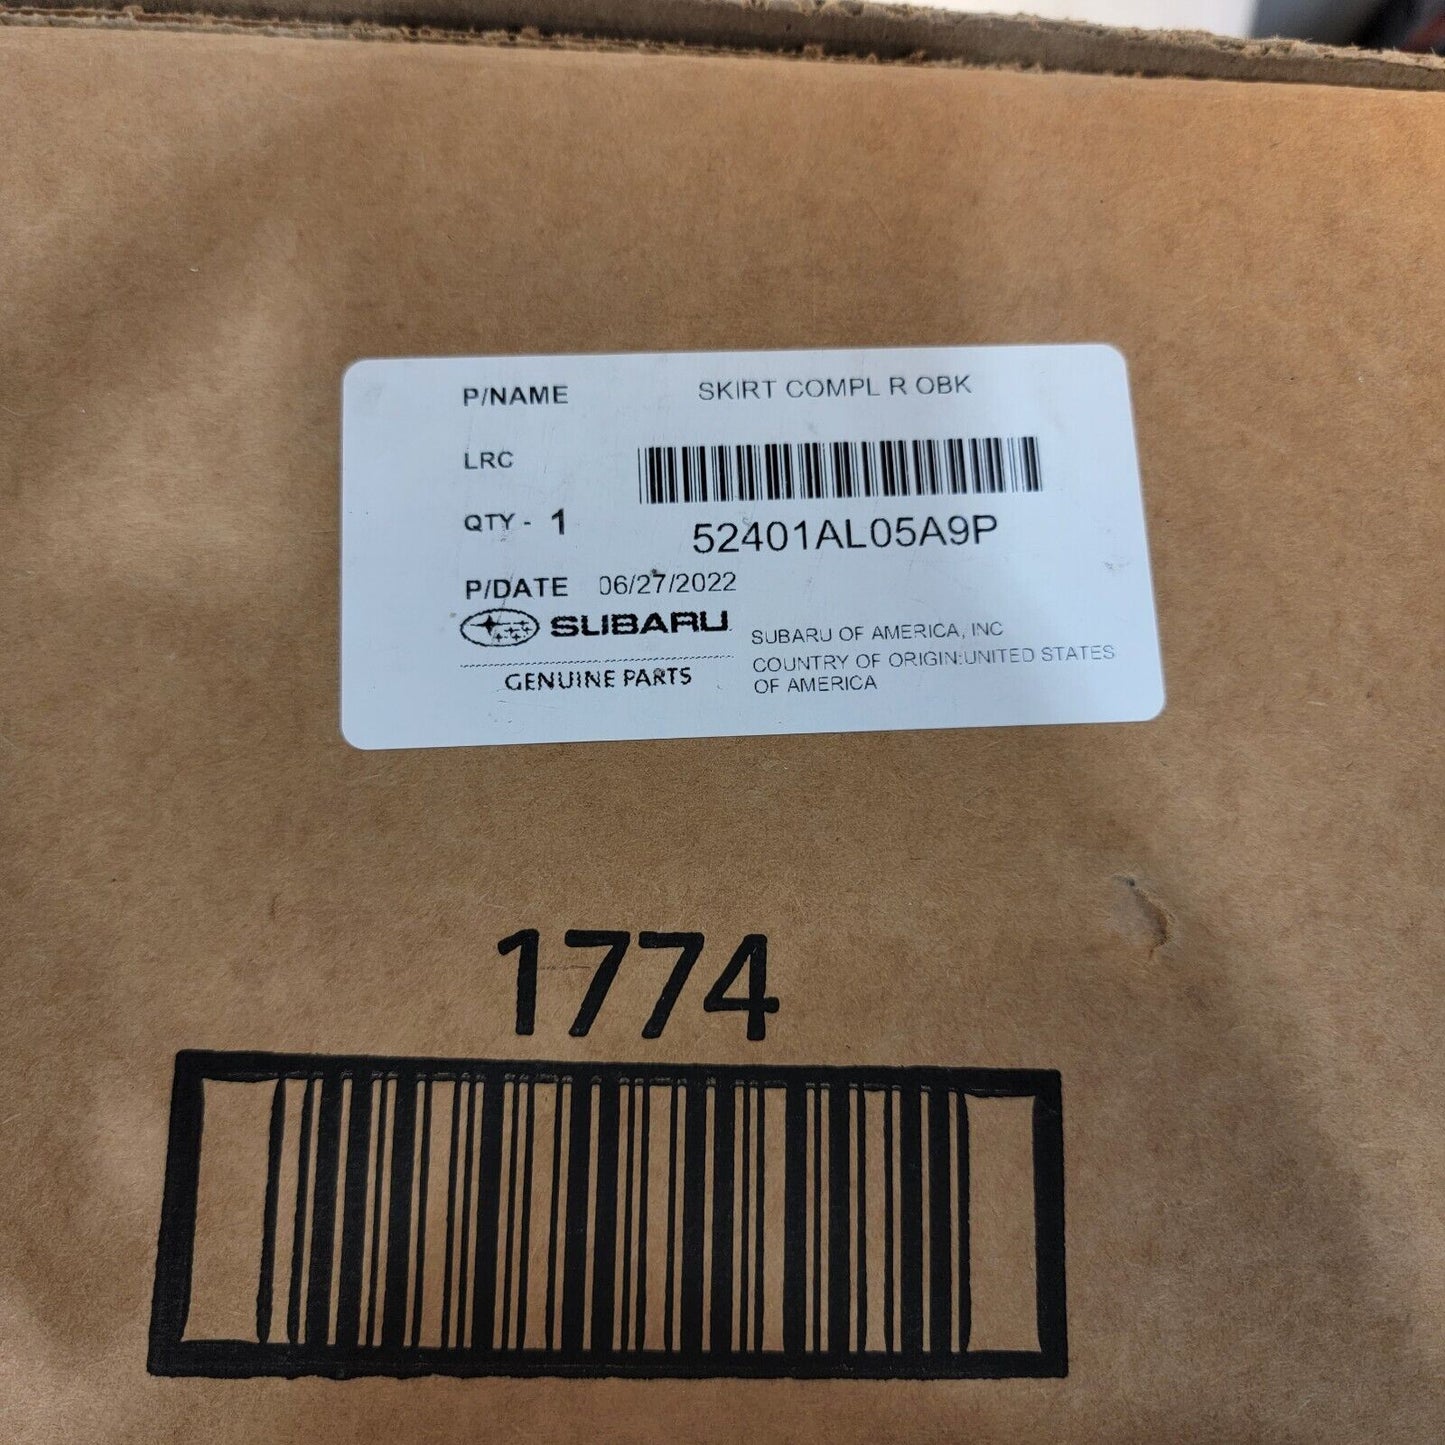 P/NAME SKIRT COMPL R OBK
LRC
QTY - 1 52401AL05A9P
P/DATE 06/27/2022
SUBARU
GENUINE PARTS
SUBARU OF AMERICA, INC
COUNTRY OF ORIGIN:UNITED STATES
OF AMERICA
1774